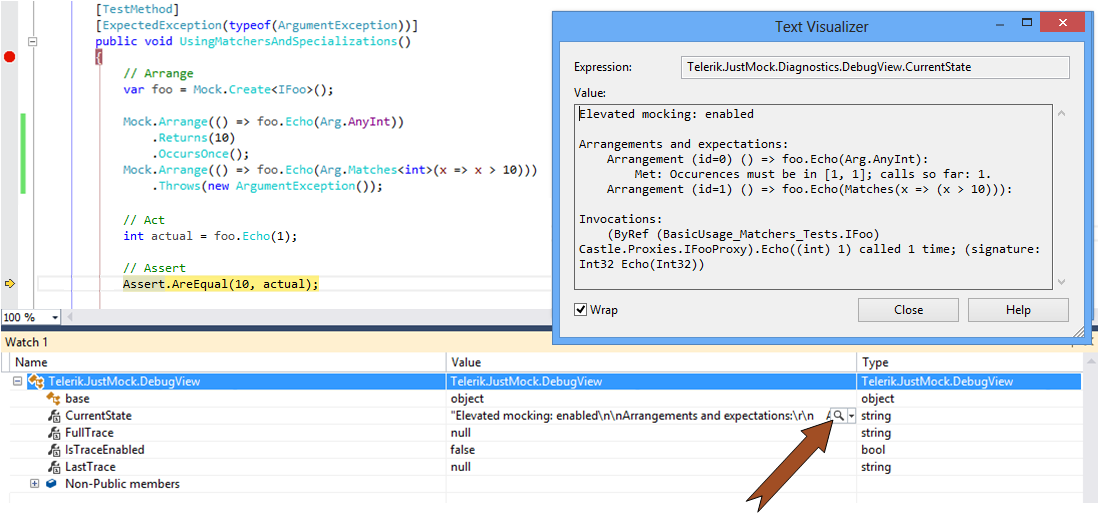 [TestMethod]
[ExpectedException(typeof(ArgumentException))]
public void UsingMatchersAndSpecializations()
{
// Arrange
var foo = Mock.Create<IFoo>();
Mock.Arrange(() => foo.Echo(Arg.AnyInt))
.Returns(10)
.OccursOnce();
Mock.Arrange(() => foo.Echo(Arg.Matches<int>(x => x > 10)))
.Throws(new ArgumentException());
// Act
int actual = foo.Echo(1);
// Assert
Assert.AreEqual(10, actual);
100 %
Text Visualizer
Expression:
Telerik.JustMock.Diagnostics.DebugView.CurrentState
Value:
Elevated mocking: enabled
Arrangements and expectations:
Arrangement (id=0) () => foo.Echo(Arg.AnyInt):
Met: Occurences must be in [1, 1]; calls so far: 1.
Arrangement (id=1) () => foo.Echo(Matches(x => (x > 10))):
Invocations:
(ByRef (BasicUsage_Matchers_Tests.IFoo)
Castle.Proxies.IFooProxy).Echo((int) 1) called 1 time; (signature:
Int32 Echo(Int32))
Wrap
Close
Help
Watch 1
Name Value Type
Telerik.JustMock.DebugView Telerik.JustMock.DebugView Telerik.JustMock.DebugView
base object object
CurrentState "Elevated mocking: enabled\n\nArrangements and expectations:\r\n string
FullTrace null string
IsTraceEnabled false bool
LastTrace null string
Non-Public members